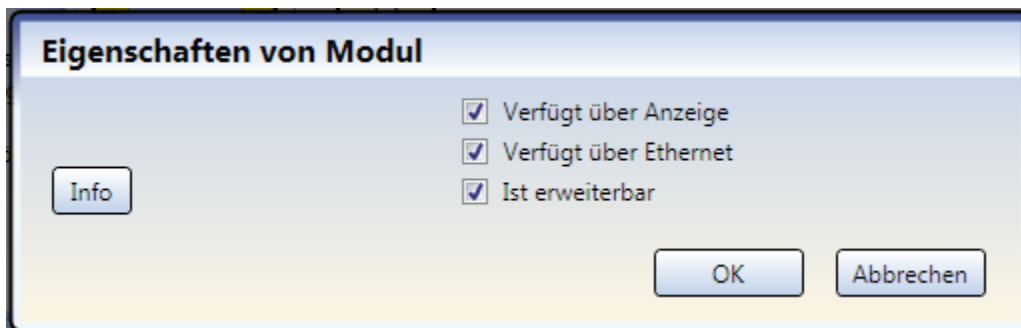 Eigenschaften von Modul
Verfügt über Anzeige
Verfügt über Ethernet
Info
Ist erweiterbar
OK
Abbrechen